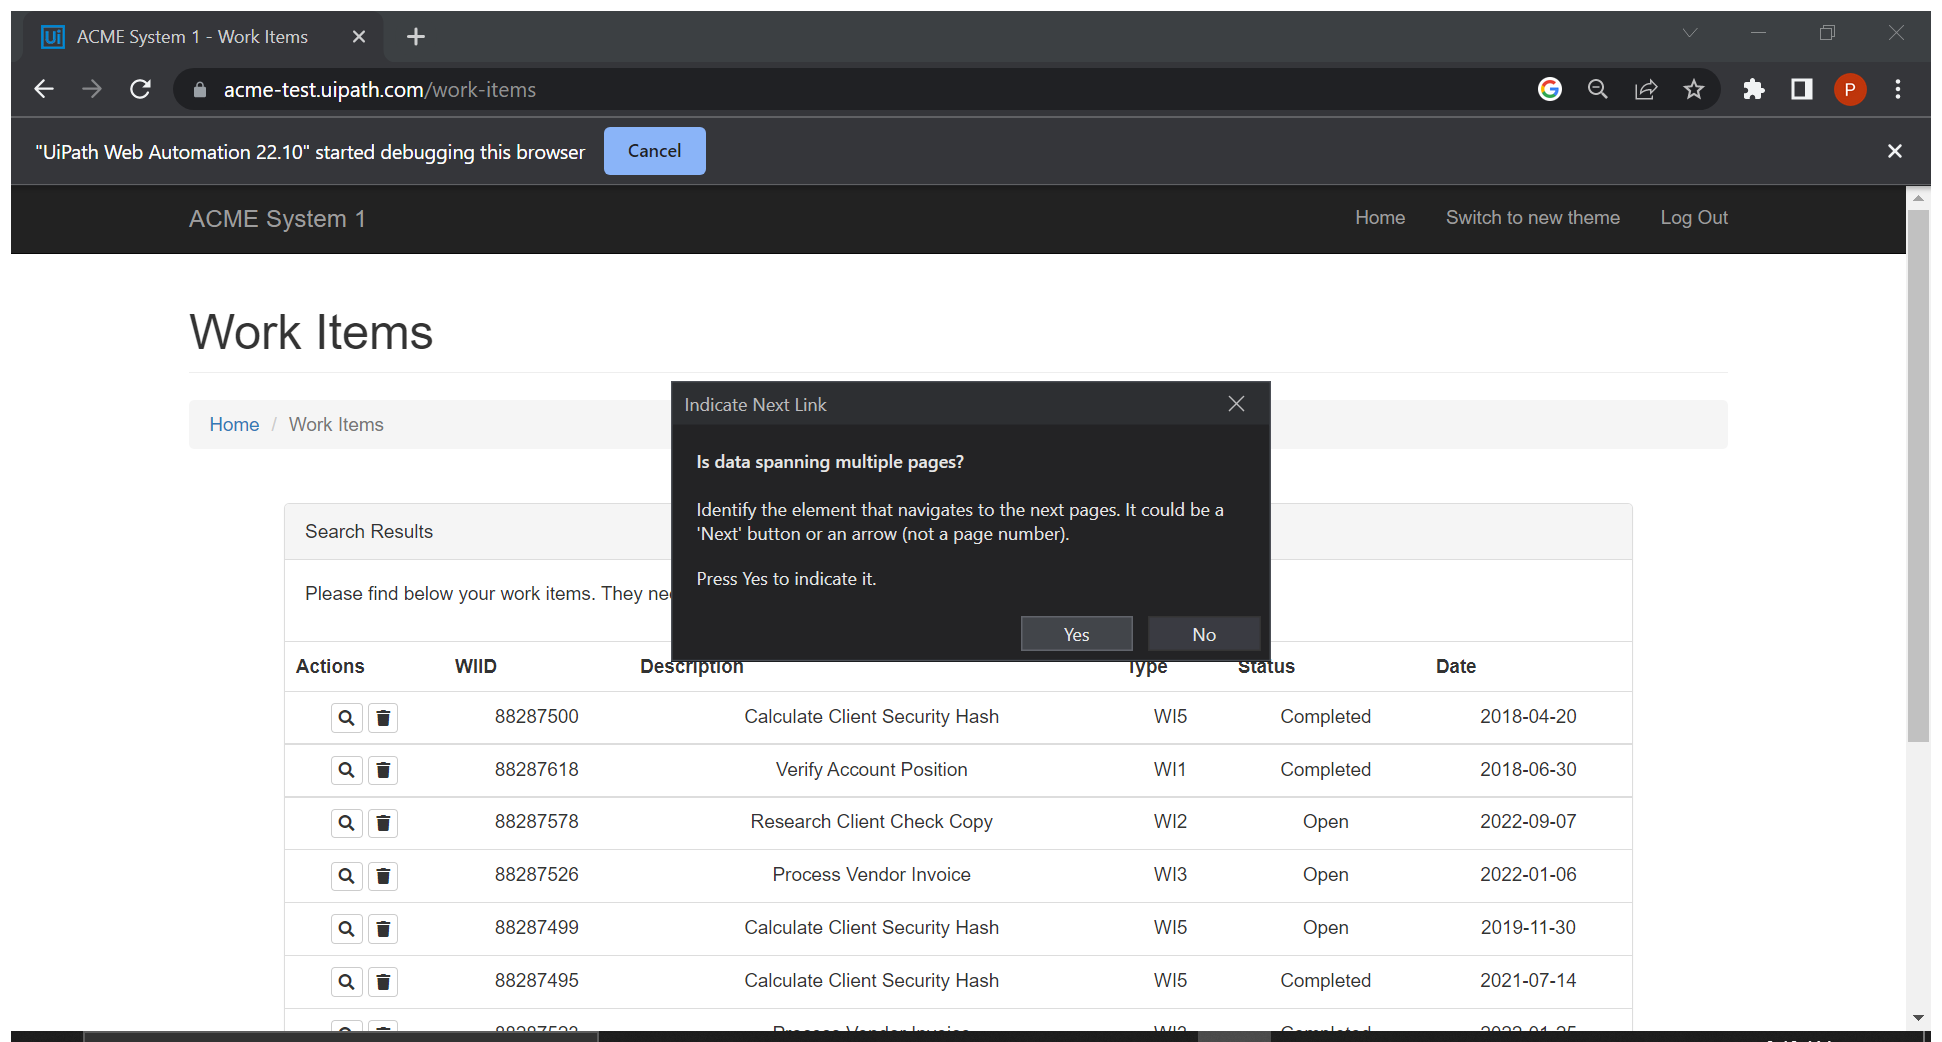 ACME System 1 - Work Items
acme-test.uipath.com/work-items
P
"UiPath Web Automation 22.10" started debugging this browser Cancel
ACME System 1 Home Switch to new theme Log Out
Work Items
Home / Work Items
Indicate Next Link
Is data spanning multiple pages?
Identify the element that navigates to the next pages. It could be a
'Next' button or an arrow (not a page number).
Press Yes to indicate it.
Yes No
Search Results
Please find below your work items. They
Actions WIID Description Type Status Date
88287500 Calculate Client Security Hash WI5 Completed 2018-04-20
88287618 Verify Account Position WI1 Completed 2018-06-30
88287578 Research Client Check Copy WI2 Open 2022-09-07
88287526 Process Vendor Invoice WI3 Open 2022-01-06
88287499 Calculate Client Security Hash WI5 Open 2019-11-30
88287495 Calculate Client Security Hash WI5 Completed 2021-07-14
Process Vendor Invoice WI3 Completed